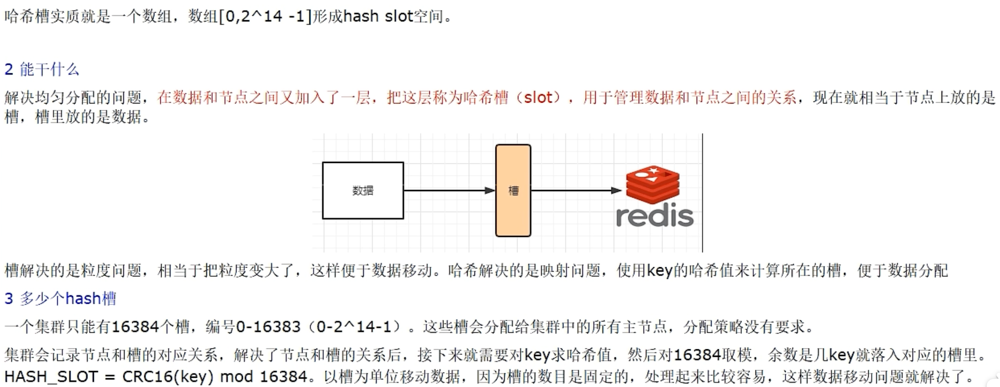 哈希槽实质就是一个数组，数组[0,2^14 -1]形成hash slot空间。
2 能干什么
解决均匀分配的问题，在数据和节点之间又加入了一层，把这层称为哈希槽（slot），用于管理数据和节点之间的关系，现在就相当于节点上放的是
槽，槽里放的是数据。
数据
槽
redis
槽解决的是粒度问题，相当于把粒度变大了，这样便于数据移动。哈希解决的是映射问题，使用key的哈希值来计算所在的槽，便于数据分配
3 多少个hash槽
一个集群只能有16384个槽，编号0-16383（0-2^14-1）。这些槽会分配给集群中的所有主节点，分配策略没有要求。
集群会记录节点和槽的对应关系，解决了节点和槽的关系后，接下来就需要对key求哈希值，然后对16384取模，余数是几key就落入对应的槽里。
HASH_SLOT = CRC16(key) mod 16384。以槽为单位移动数据，因为槽的数目是固定的，处理起来比较容易，这样数据移动问题就解决了。